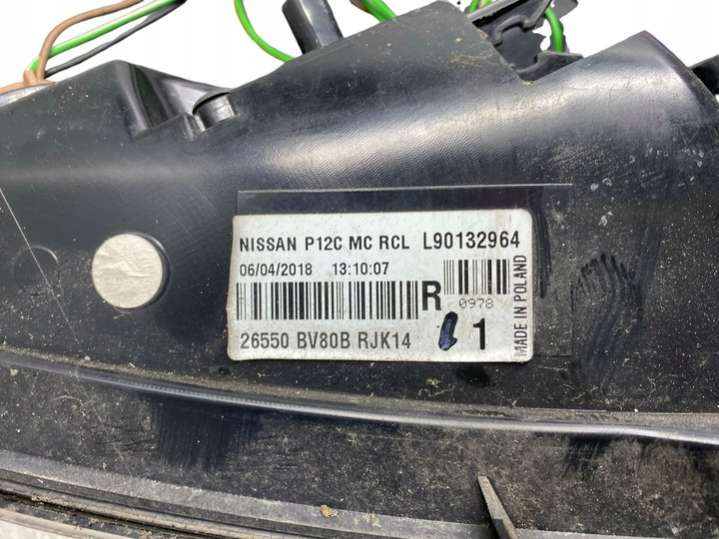 NISSAN P12C MC RCL L90132964
06/04/2018 13:10:07
R
0978
26550 BV80B RJK14 1
MADE IN POLAND